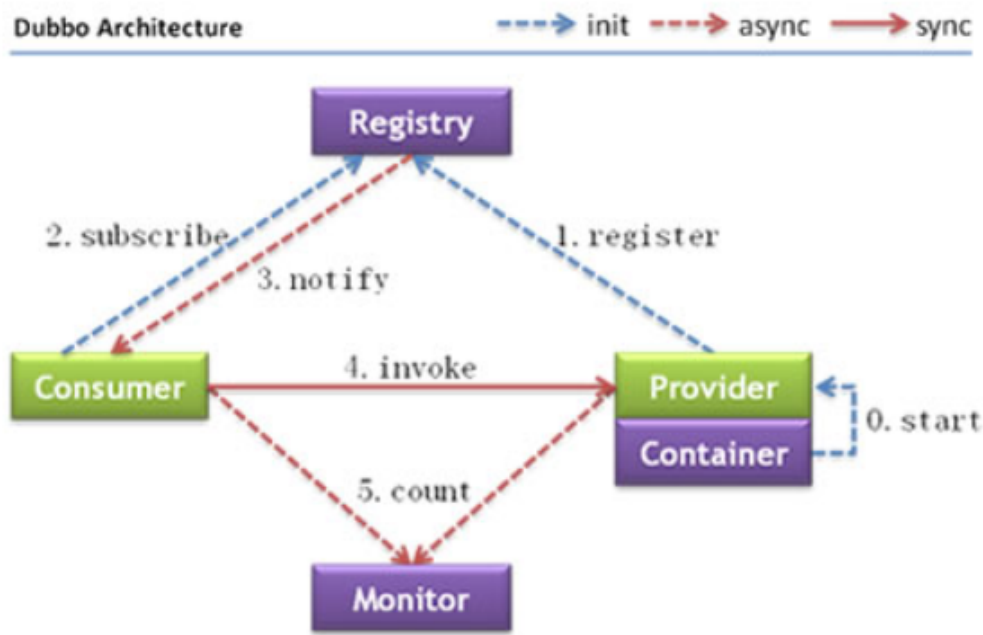 Dubbo Architecture
init
async
sync
Registry
2. subscribe
1. register
3. notify
4. invoke
Consumer
Provider
0. start
Container
5. count
Monitor